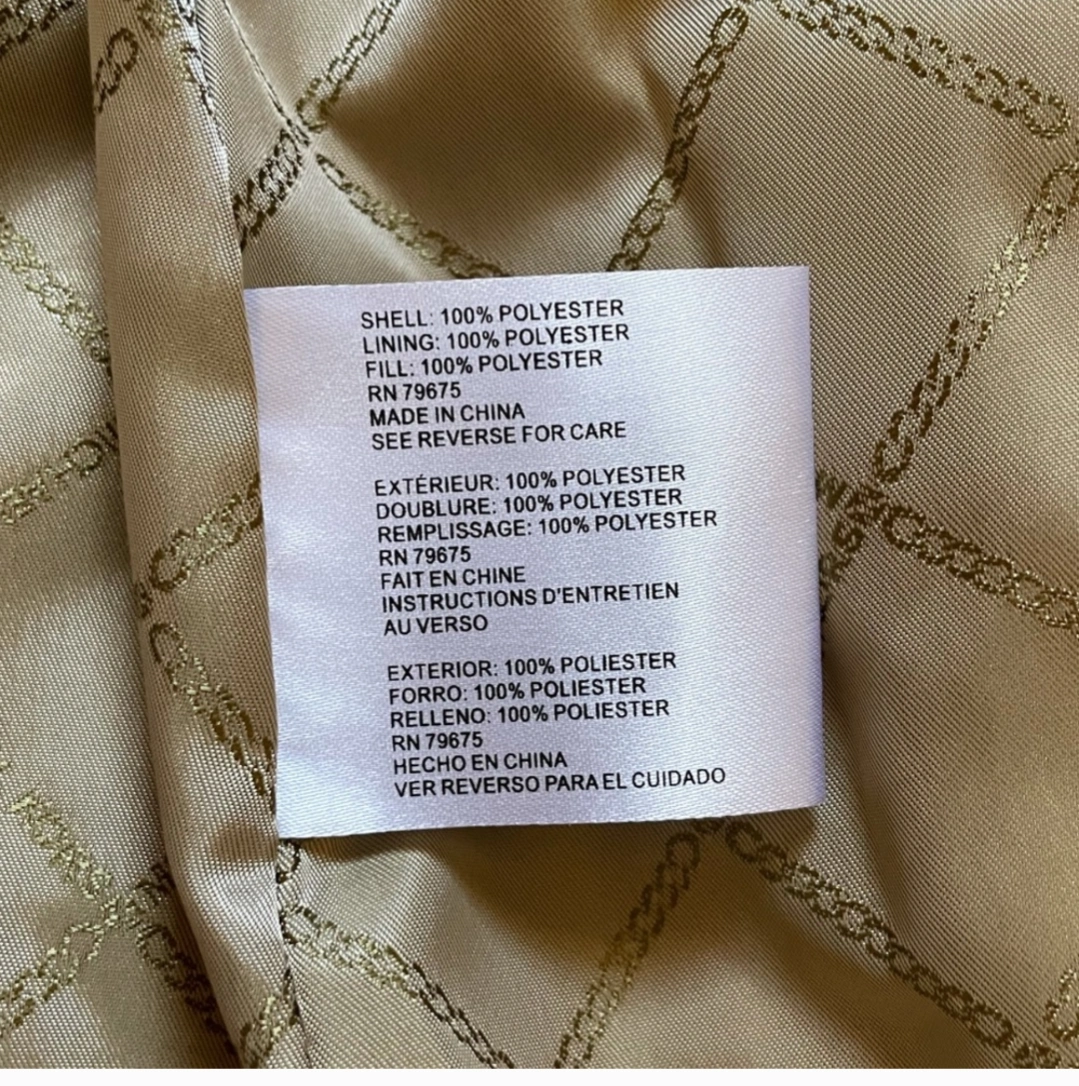 SHELL: 100% POLYESTER
LINING: 100% POLYESTER
FILL: 100% POLYESTER
RN 79675
MADE IN CHINA
SEE REVERSE FOR CARE
EXTÉRIEUR: 100% POLYESTER
DOUBLURE: 100% POLYESTER
REMPLISSAGE: 100% POLYESTER
RN 79675
FAIT EN CHINE
INSTRUCTIONS D'ENTRETIEN
AU VERSO
EXTERIOR: 100% POLIESTER
FORRO: 100% POLIESTER
RELLENO: 100% POLIESTER
RN 79675
HECHO EN CHINA
VER REVERSO PARA EL CUIDADO